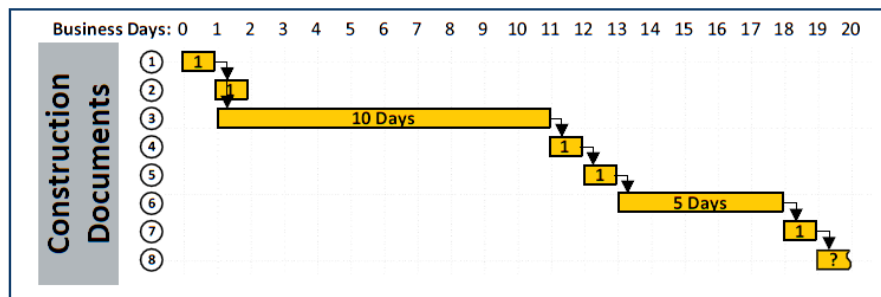 Business Days: 0 1 2 3 4 5 6 7 8 9 10 11 12 13 14 15 16 17 18 19 20
Construction
Documents
1 1
2 1
3 10 Days
4 1
5 1
6 5 Days
7 1
8 ?